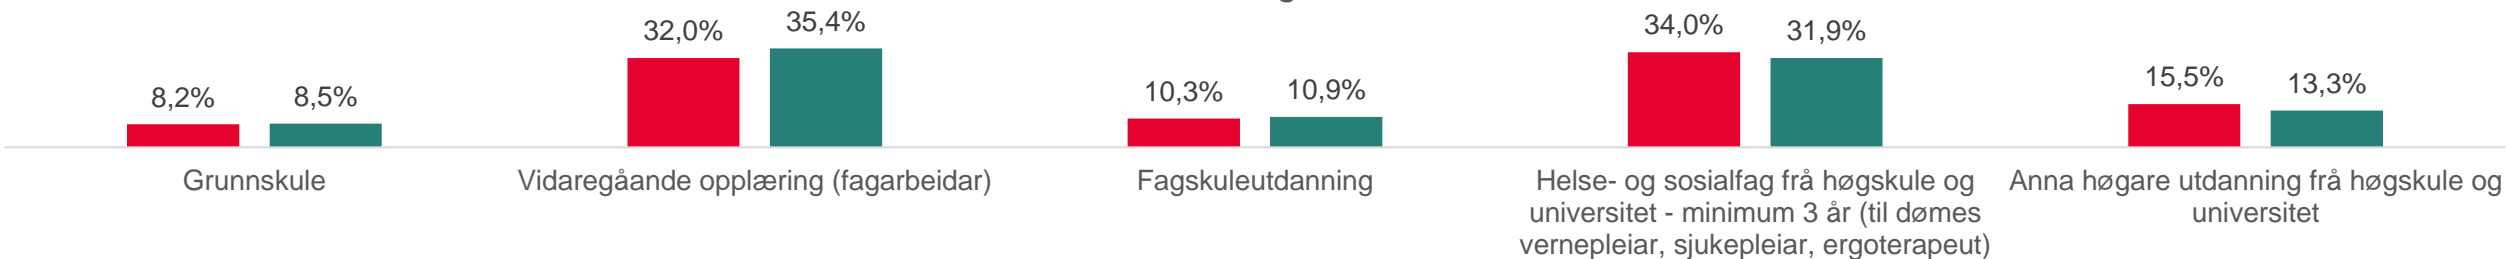 8,2%
8,5%
32,0%
35,4%
10,3%
10,9%
34,0%
31,9%
15,5%
13,3%
Grunnskule
Vidaregåande opplæring (fagarbeidar)
Fagskuleutdanning
Helse- og sosialfag frå høgskule og
universitet - minimum 3 år (til dømes
vernepleiar, sjukepleiar, ergoterapeut)
Anna høgare utdanning frå høgskule og
universitet